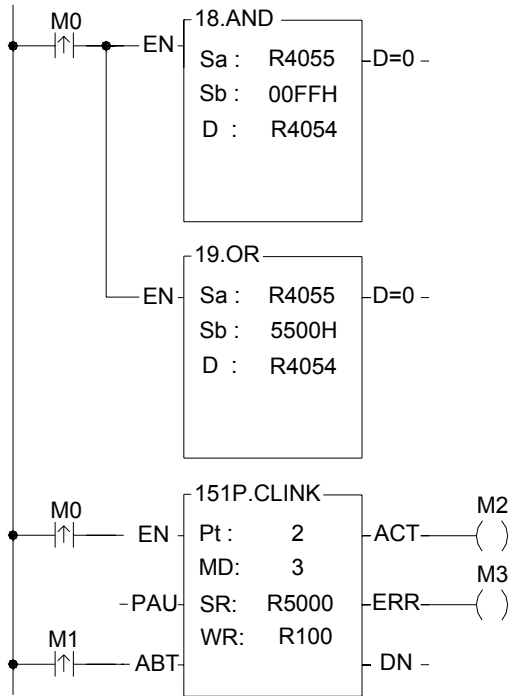 M0
EN
18.AND
Sa : R4055
D=0
Sb : 00FFH
D : R4054
EN
19.OR
Sa : R4055
D=0
Sb : 5500H
D : R4054
M0
EN
151P.CLINK
Pt : 2
ACT
M2
MD: 3
PAU
SR: R5000
ERR
M3
WR: R100
M1
ABT
DN